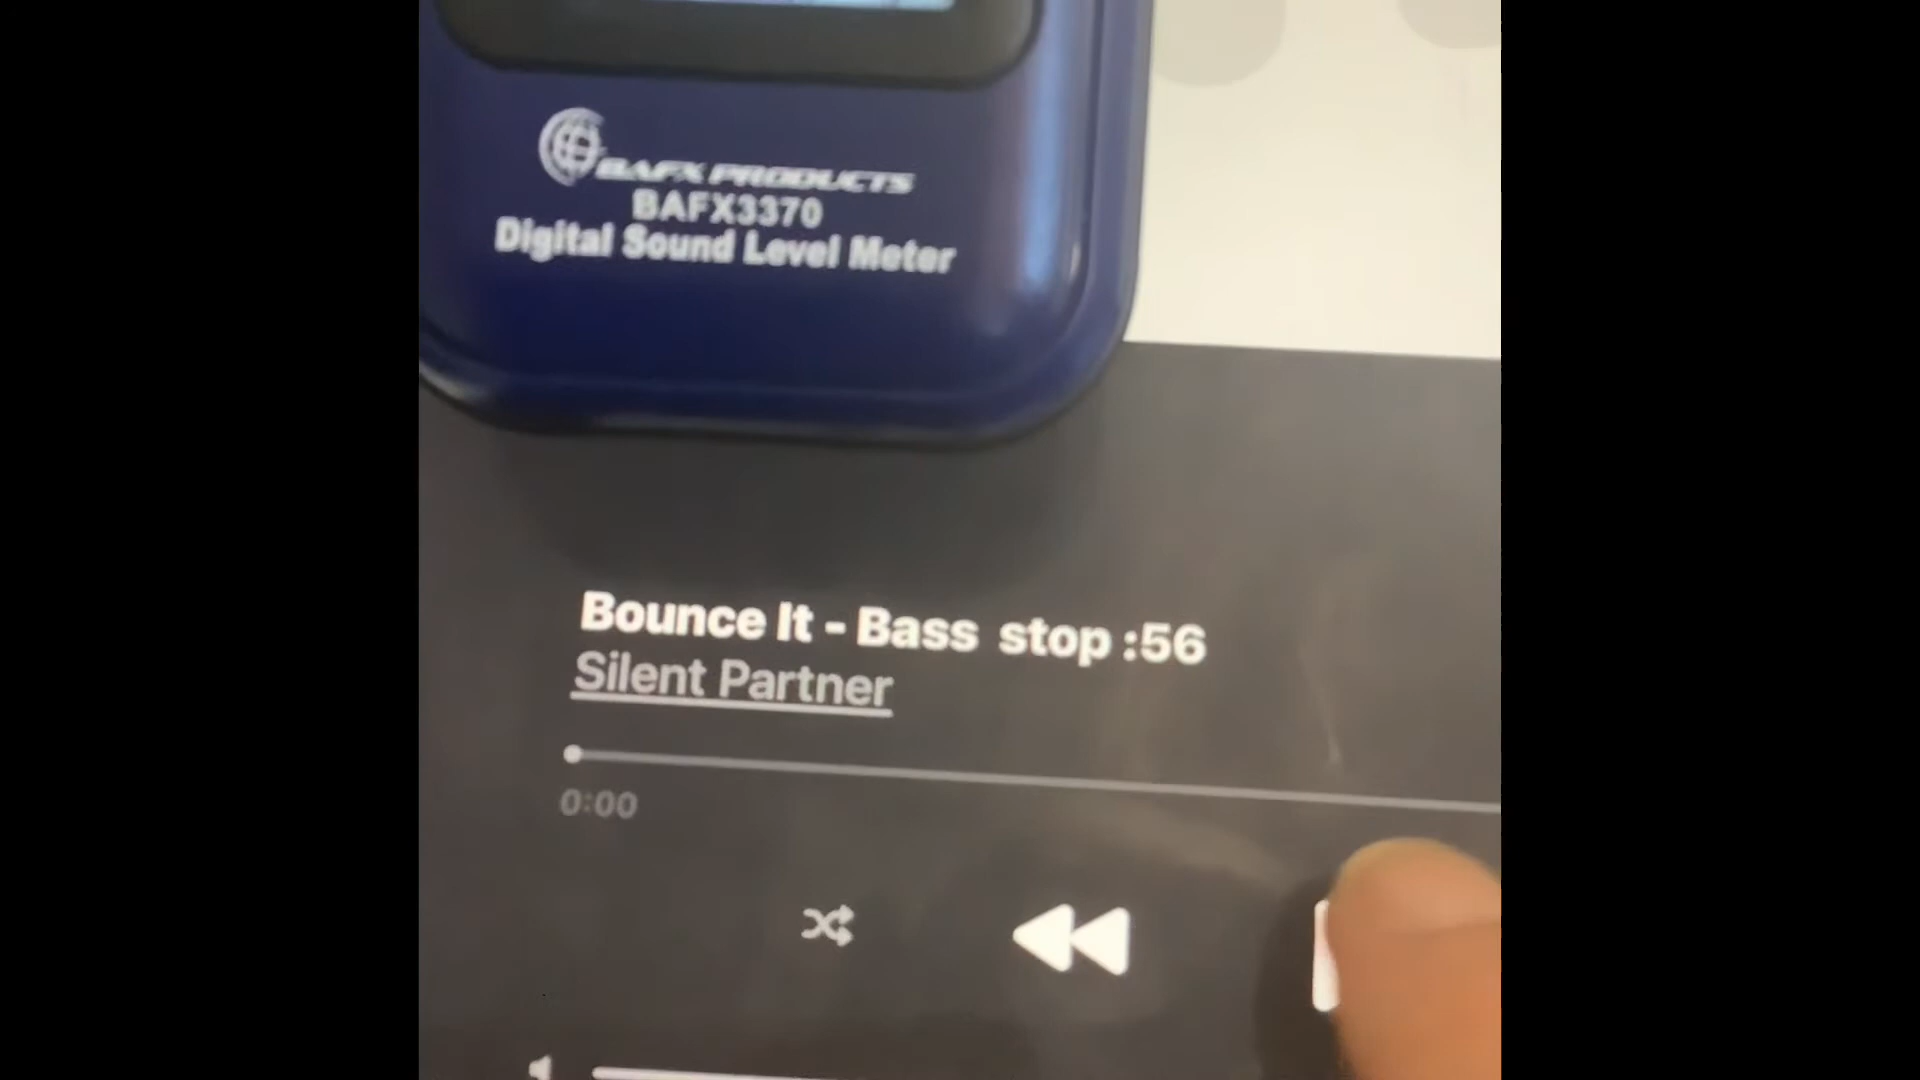 BAFX PRODUCTS
BAFX3370
Digital Sound Level Meter
Bounce It - Bass stop :56
Silent Partner
0:00